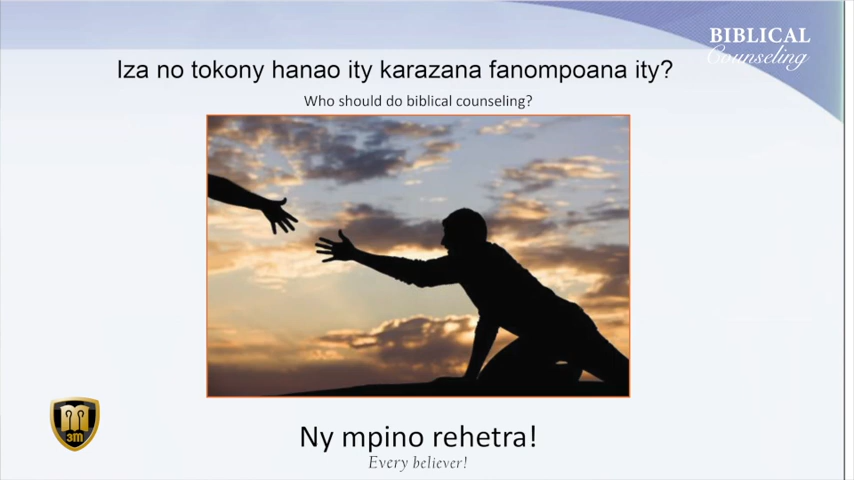 BIBLICAL
Counseling
Iza no tokony hanao ity karazana fanompoana ity?
Who should do biblical counseling?
3m
Ny mpino rehetra!
Every believer!